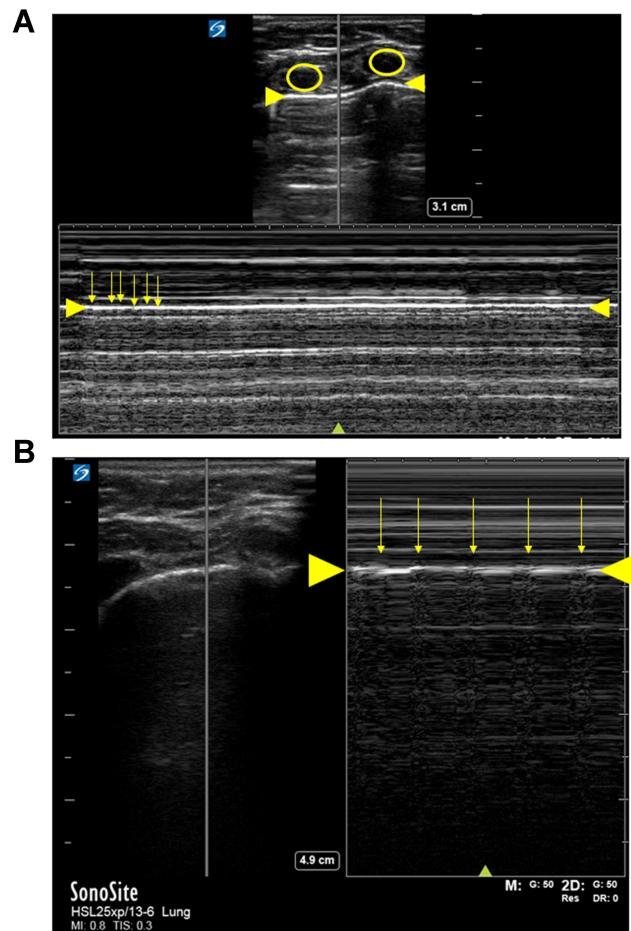 A
3.1 cm
B
4.9 cm
SonoSite
HSL25xp/13-6 Lung
MI: 0.8 TIS: 0.3
M: G: 50 2D: G: 50
Res DR: 0